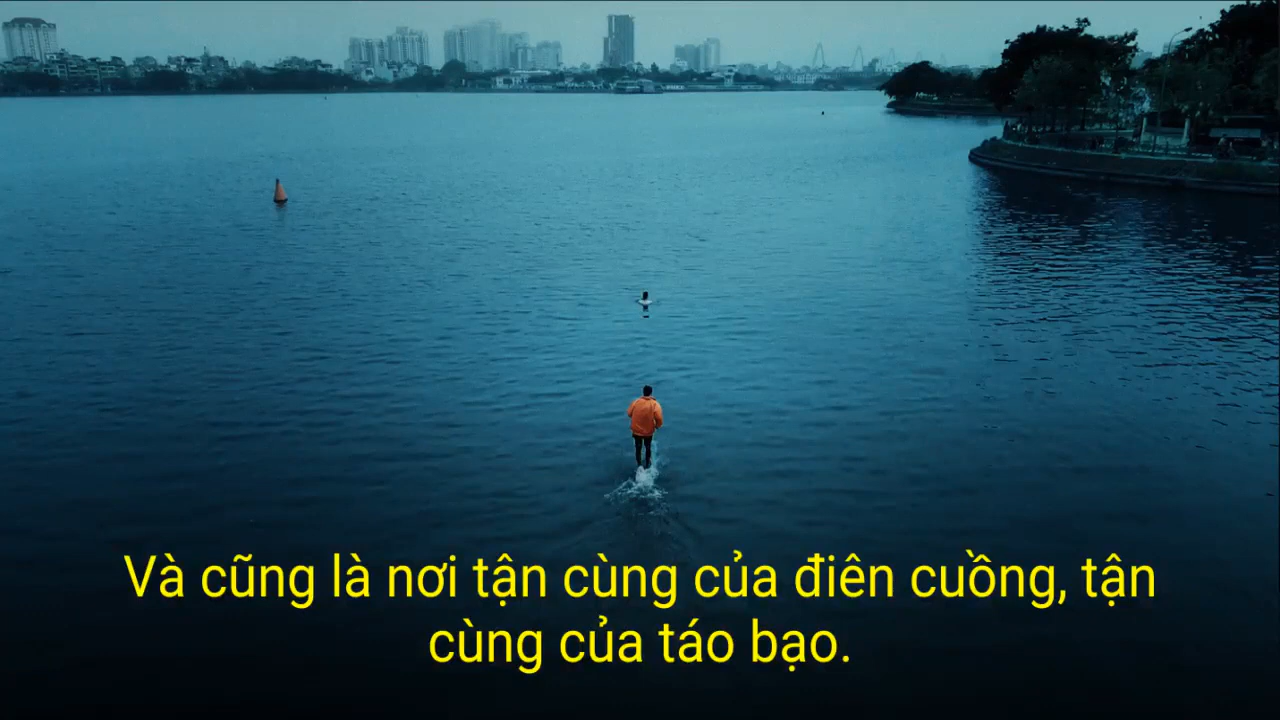 Và cũng là nơi tận cùng của điên cuồng, tận
cùng của táo bạo.